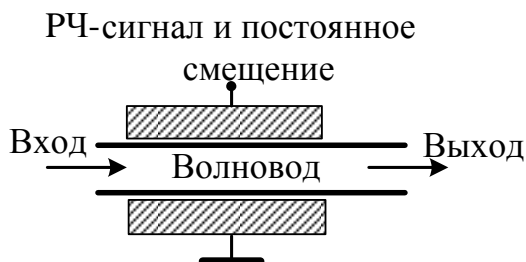 РЧ-сигнал и постоянное
смещение
Вход
Волновод
Выход